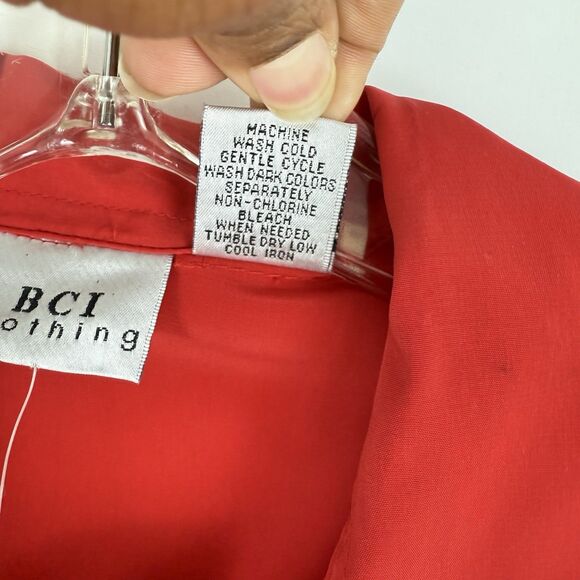 MACHINE
WASH COLD
GENTLE CYCLE
WASH DARK COLORS
SEPARATELY
NON-CHLORINE
BLEACH
WHEN NEEDED
TUMBLE DRY LOW
COOL IRON
BCI
othing